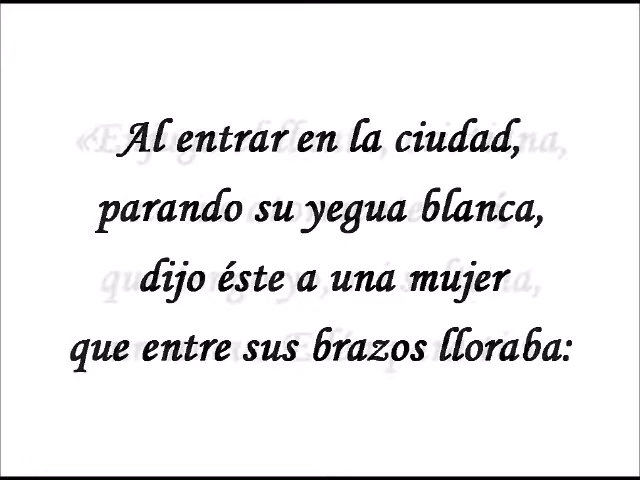 Al entrar en la ciudad,
parando su yegua blanca,
dijo éste a una mujer
que entre sus brazos lloraba: